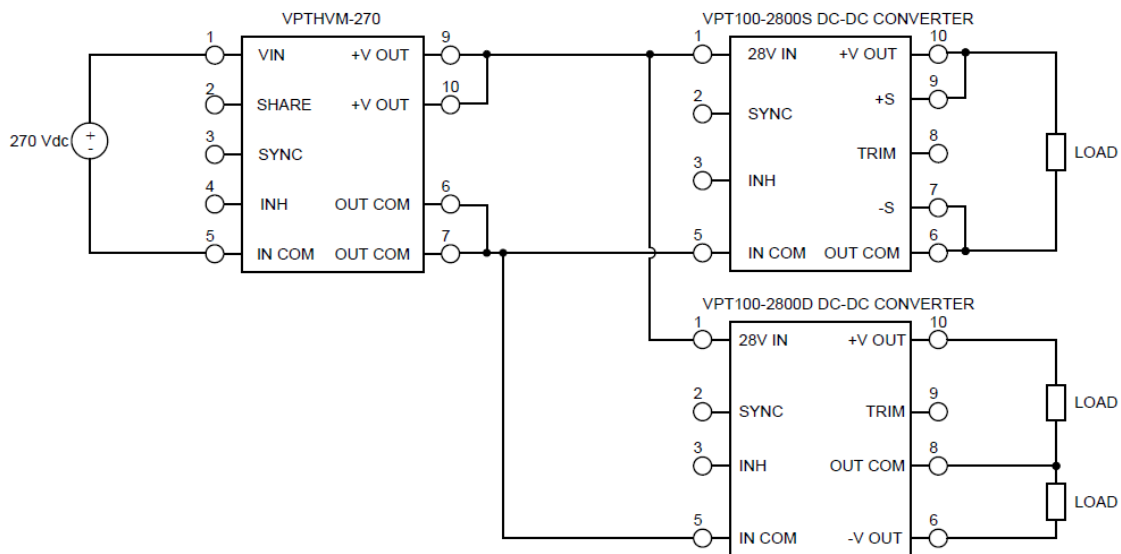 VPTHVM-270
1
VIN
+V OUT
9
2
SHARE
+V OUT
10
3
SYNC
4
INH
OUT COM
6
5
IN COM
OUT COM
7
270 Vdc
+
-
VPT100-2800S DC-DC CONVERTER
1
28V IN
+V OUT
10
+S
9
2
SYNC
TRIM
8
3
INH
-S
7
5
IN COM
OUT COM
6
LOAD
VPT100-2800D DC-DC CONVERTER
1
28V IN
+V OUT
10
2
SYNC
TRIM
9
3
INH
OUT COM
8
5
IN COM
-V OUT
6
LOAD
LOAD